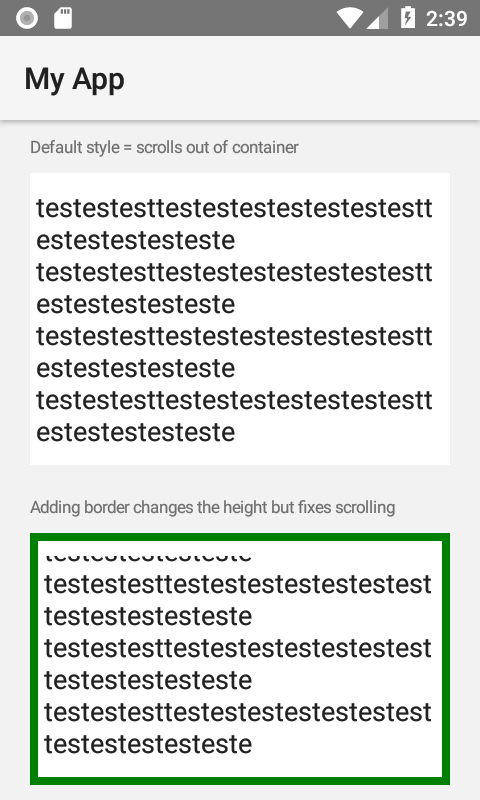 2:39
My App
Default style = scrolls out of container
testestesttestestestestestestestt
estestestesteste
testestesttestestestestestestestt
estestestesteste
testestesttestestestestestestestt
estestestesteste
testestesttestestestestestestestt
estestestesteste
Adding border changes the height but fixes scrolling
testestestesteste
testestesttestestestestestestest
testestestesteste
testestesttestestestestestestest
testestestesteste
testestesttestestestestestestest
testestestesteste